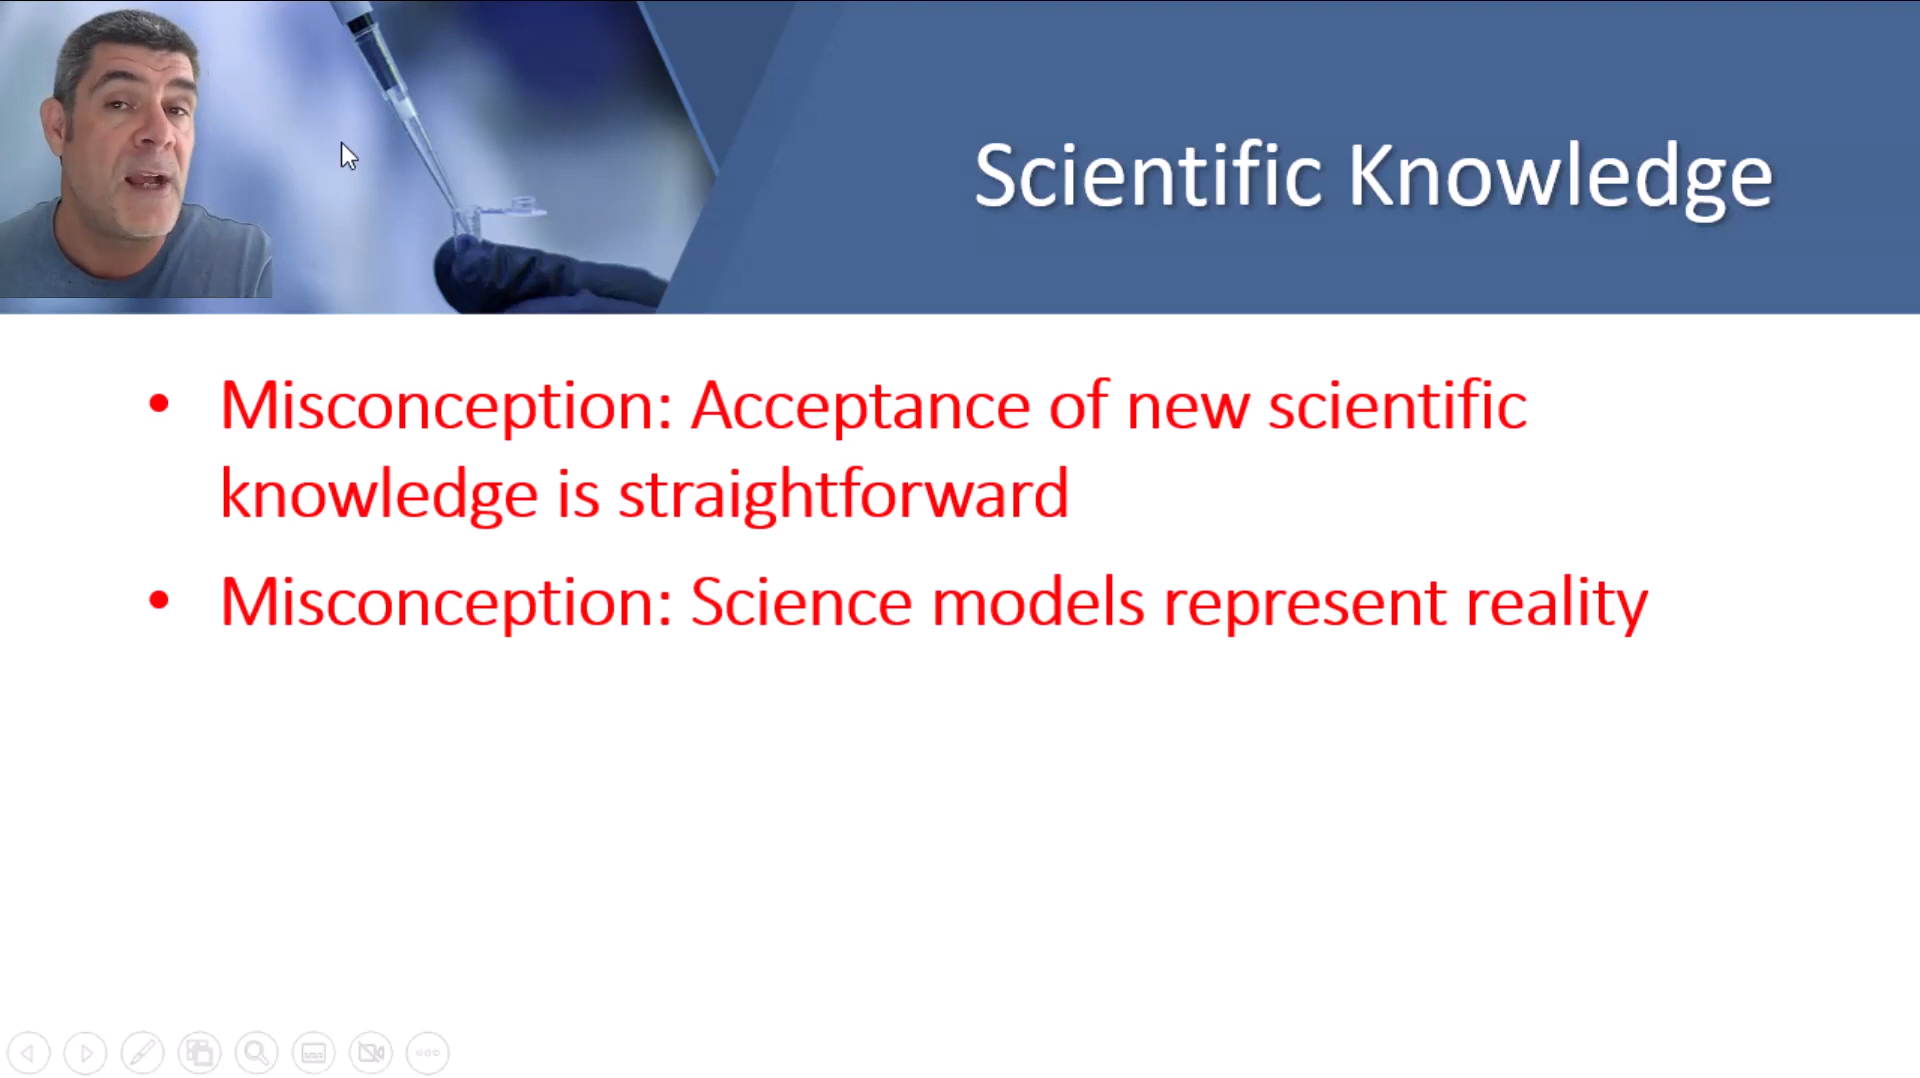 Scientific Knowledge
• Misconception: Acceptance of new scientific
knowledge is straightforward
• Misconception: Science models represent reality